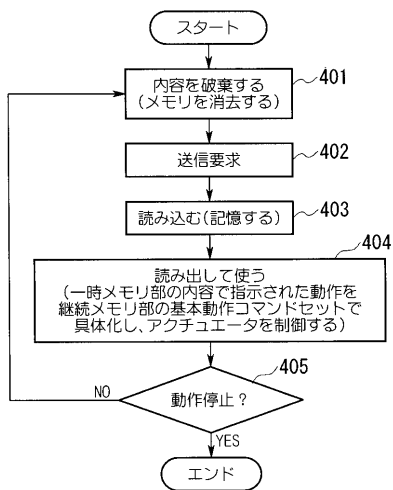 スタート
内容を破棄する
(メモリを消去する)
401
送信要求
402
読み込む(記憶する)
403
404
読み出して使う
(一時メモリ部の内容で指示された動作を
継続メモリ部の基本動作コマンドセットで
具体化し、アクチュエータを制御する)
405
動作停止?
NO
YES
エンド